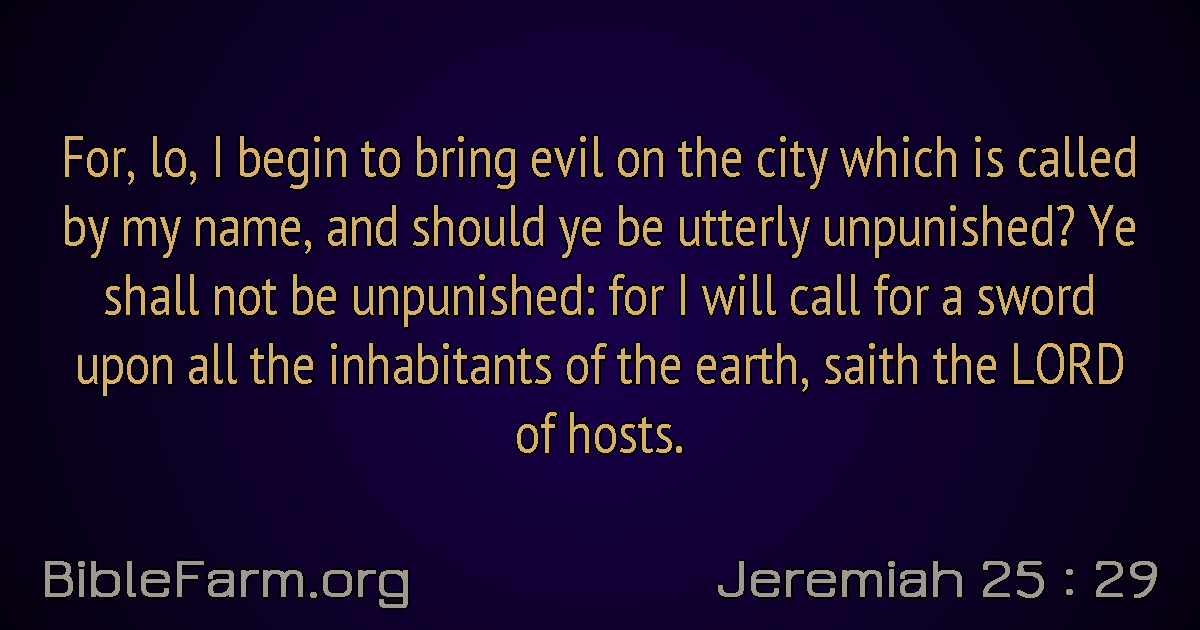 For, lo, I begin to bring evil on the city which is called
by my name, and should ye be utterly unpunished? Ye
shall not be unpunished: for I will call for a sword
upon all the inhabitants of the earth, saith the LORD
of hosts.
BibleFarm.org
Jeremiah 25 : 29